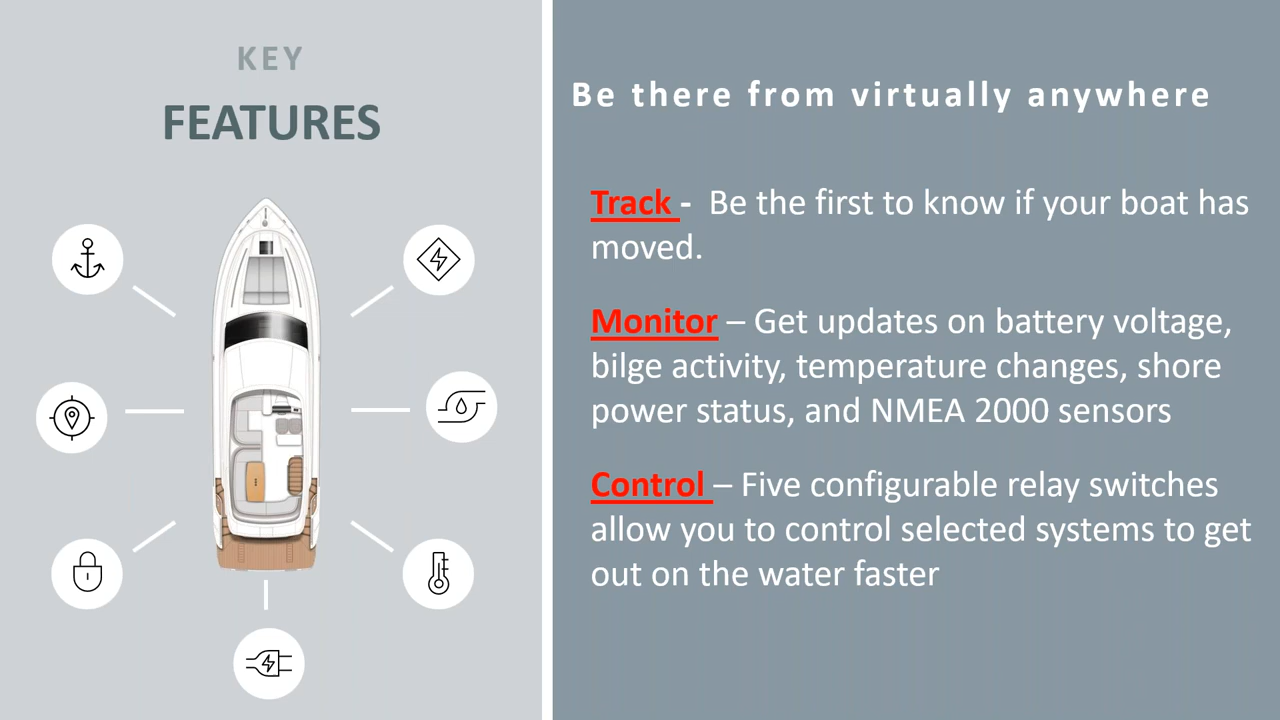 KEY
FEATURES
Be there from virtually anywhere
Track - Be the first to know if your boat has
moved.
Monitor – Get updates on battery voltage,
bilge activity, temperature changes, shore
power status, and NMEA 2000 sensors
Control – Five configurable relay switches
allow you to control selected systems to get
out on the water faster